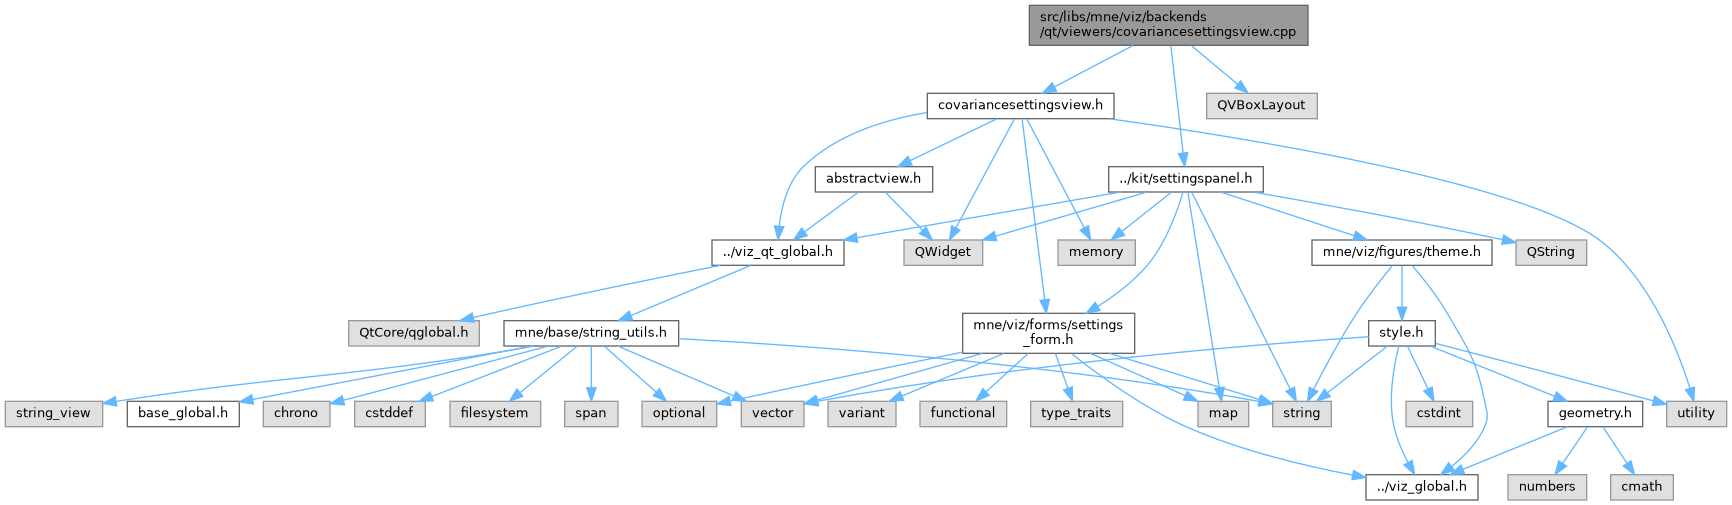 src/libs/mne/viz/backends
/qt/viewers/covariancesettingsview.cpp
covariancesettingsview.h
QVBoxLayout
abstractview.h
../kit/settingspanel.h
../viz_qt_global.h
QWidget
memory
mne/viz/figures/theme.h
QString
QtCore/qglobal.h
mne/base/string_utils.h
mne/viz/forms/settings
_form.h
style.h
string_view
base_global.h
chrono
cstddef
filesystem
span
optional
vector
variant
functional
type_traits
map
string
cstdint
geometry.h
utility
../viz_global.h
numbers
cmath